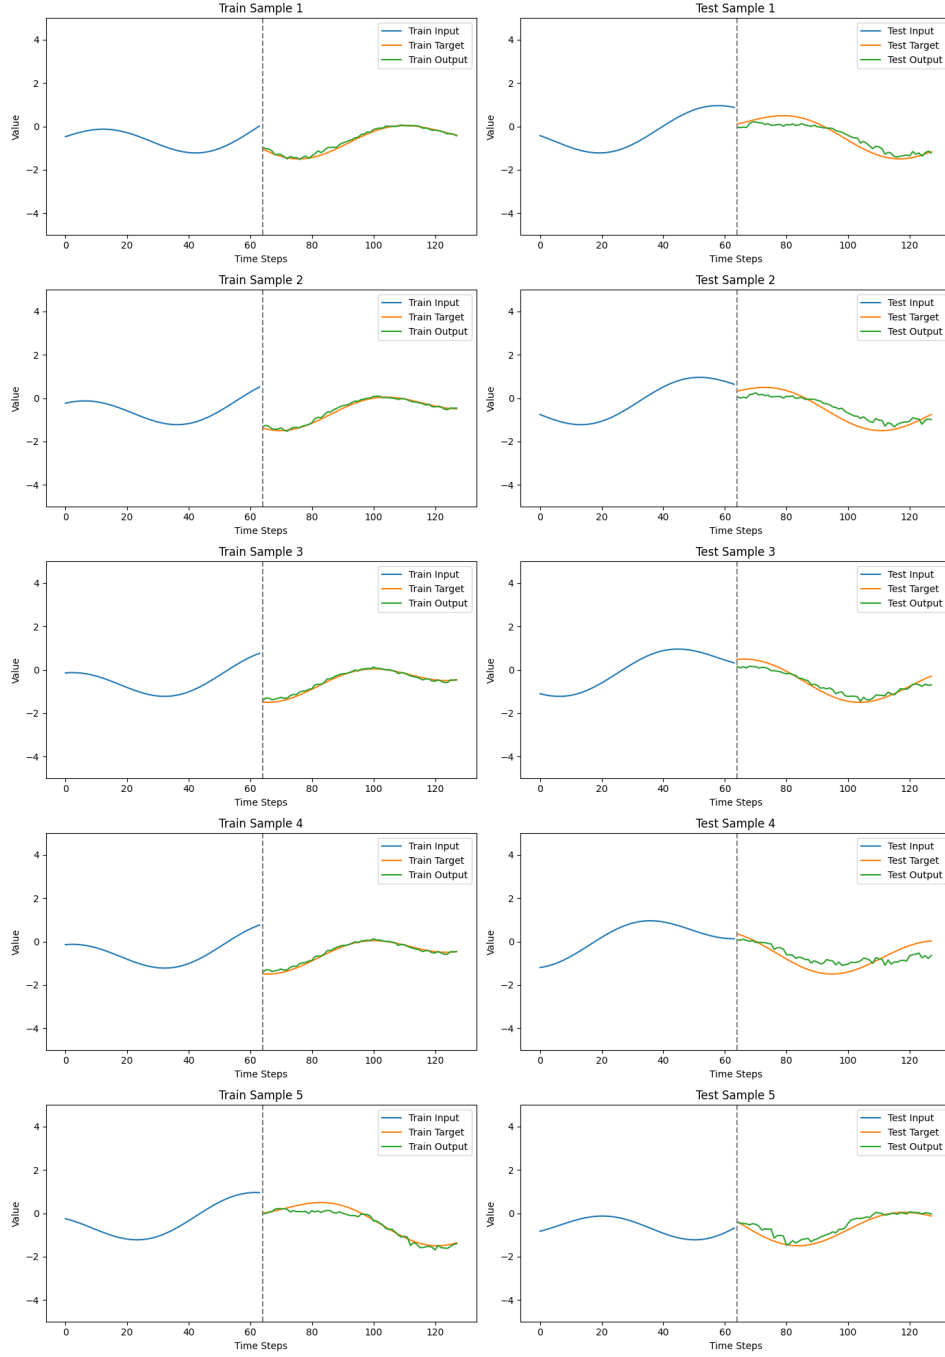 Train Sample 1
Value
4
2
0
−2
−4
0
20
40
60
80
100
120
Time Steps
Train Input
Train Target
Train Output
Test Sample 1
Value
4
2
0
−2
−4
0
20
40
60
80
100
120
Time Steps
Test Input
Test Target
Test Output
Train Sample 2
Value
4
2
0
−2
−4
0
20
40
60
80
100
120
Time Steps
Train Input
Train Target
Train Output
Test Sample 2
Value
4
2
0
−2
−4
0
20
40
60
80
100
120
Time Steps
Test Input
Test Target
Test Output
Train Sample 3
Value
4
2
0
−2
−4
0
20
40
60
80
100
120
Time Steps
Train Input
Train Target
Train Output
Test Sample 3
Value
4
2
0
−2
−4
0
20
40
60
80
100
120
Time Steps
Test Input
Test Target
Test Output
Train Sample 4
Value
4
2
0
−2
−4
0
20
40
60
80
100
120
Time Steps
Train Input
Train Target
Train Output
Test Sample 4
Value
4
2
0
−2
−4
0
20
40
60
80
100
120
Time Steps
Test Input
Test Target
Test Output
Train Sample 5
Value
4
2
0
−2
−4
0
20
40
60
80
100
120
Time Steps
Train Input
Train Target
Train Output
Test Sample 5
Value
4
2
0
−2
−4
0
20
40
60
80
100
120
Time Steps
Test Input
Test Target
Test Output